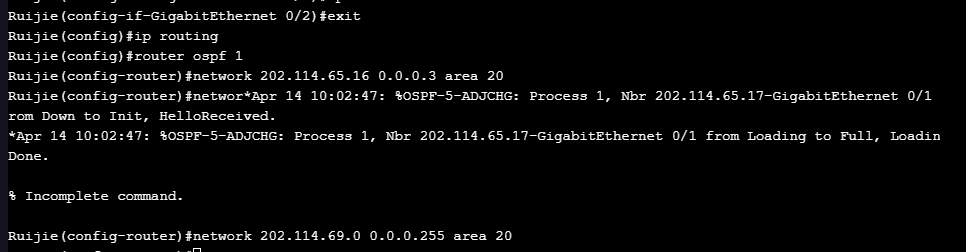 Ruijie(config-if-GigabitEthernet 0/2)#exit
Ruijie(config)#ip routing
Ruijie(config)#router ospf 1
Ruijie(config-router)#network 202.114.65.16 0.0.0.3 area 20
Ruijie(config-router)#networ*Apr 14 10:02:47: %OSPF-5-ADJCHG: Process 1, Nbr 202.114.65.17-GigabitEthernet 0/1
rom Down to Init, HelloReceived.
*Apr 14 10:02:47: %OSPF-5-ADJCHG: Process 1, Nbr 202.114.65.17-GigabitEthernet 0/1 from Loading to Full, Loadin
Done.
% Incomplete command.
Ruijie(config-router)#network 202.114.69.0 0.0.0.255 area 20